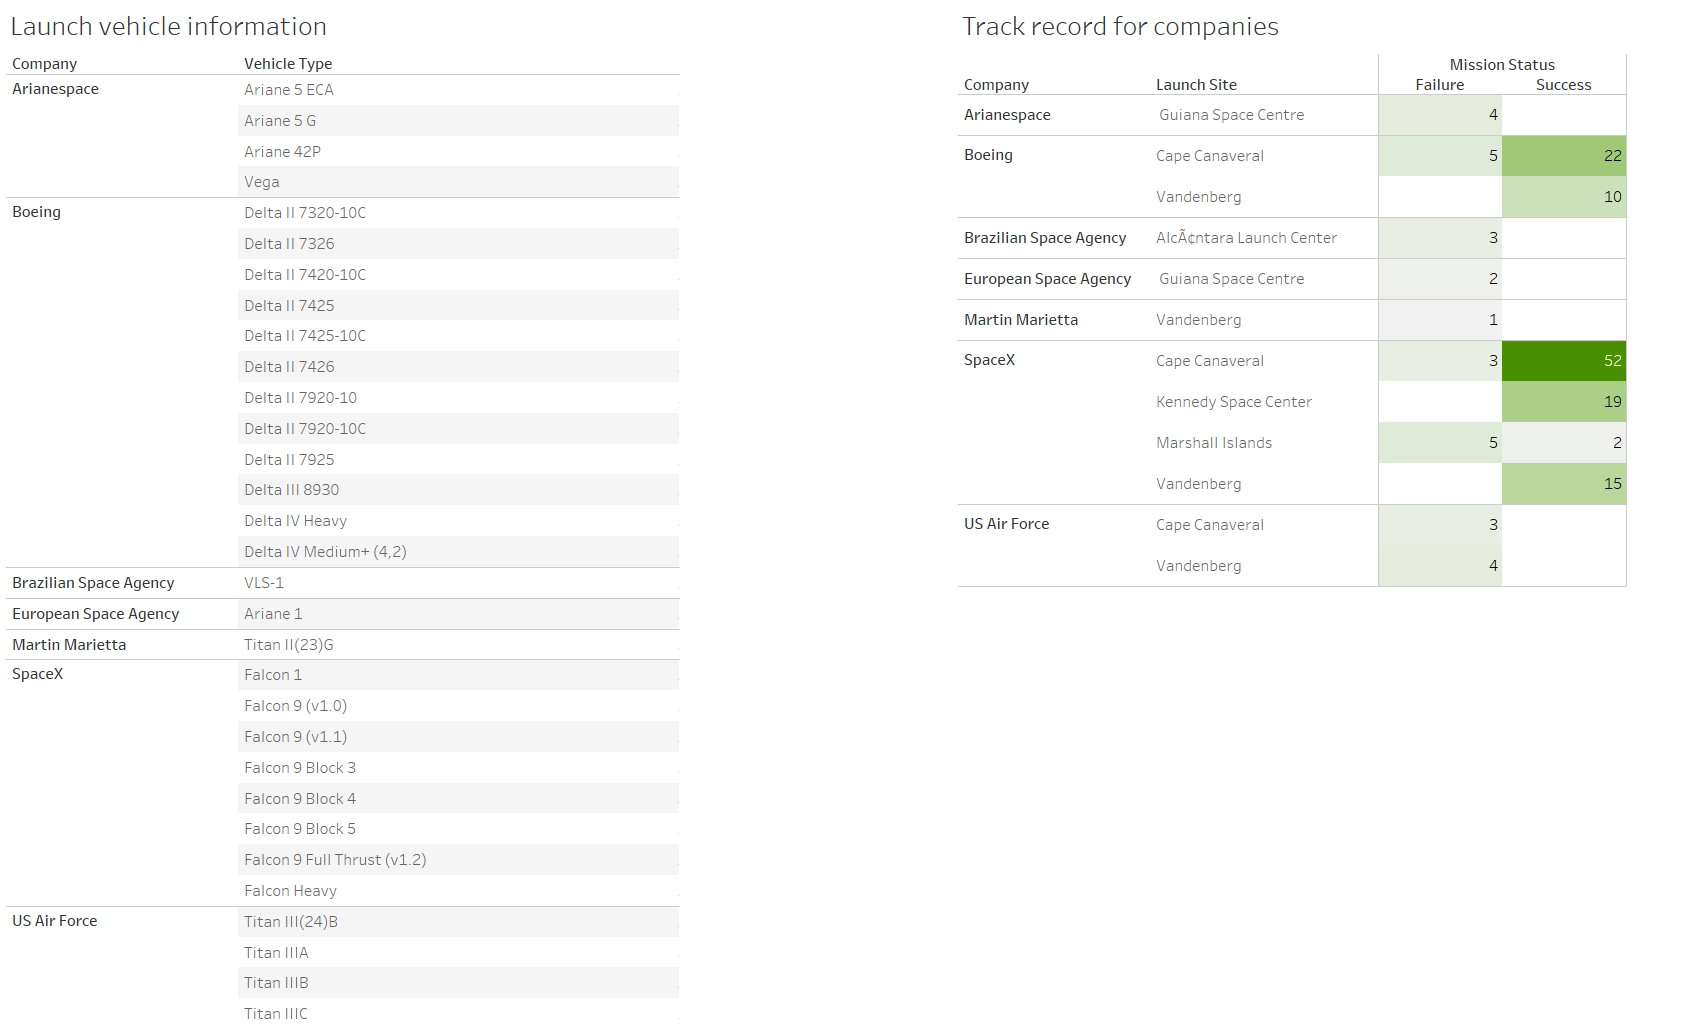 Launch vehicle information
Company Vehicle Type
Arianespace Ariane 5 ECA
Ariane 5 G
Ariane 42P
Vega
Boeing Delta II 7320-10C
Delta II 7326
Delta II 7420-10C
Delta II 7425
Delta II 7425-10C
Delta II 7426
Delta II 7920-10
Delta II 7920-10C
Delta II 7925
Delta III 8930
Delta IV Heavy
Delta IV Medium+ (4,2)
Brazilian Space Agency VLS-1
European Space Agency Ariane 1
Martin Marietta Titan II(23)G
SpaceX Falcon 1
Falcon 9 (v1.0)
Falcon 9 (v1.1)
Falcon 9 Block 3
Falcon 9 Block 4
Falcon 9 Block 5
Falcon 9 Full Thrust (v1.2)
Falcon Heavy
US Air Force Titan III(24)B
Titan IIIA
Titan IIIB
Titan IIIC
Track record for companies
Mission Status
Company Launch Site Failure Success
Arianespace Guiana Space Centre 4
Boeing Cape Canaveral 5 22
Vandenberg 10
Brazilian Space Agency AlcÃ¢ntara Launch Center 3
European Space Agency Guiana Space Centre 2
Martin Marietta Vandenberg 1
SpaceX Cape Canaveral 3 52
Kennedy Space Center 19
Marshall Islands 5 2
Vandenberg 15
US Air Force Cape Canaveral 3
Vandenberg 4